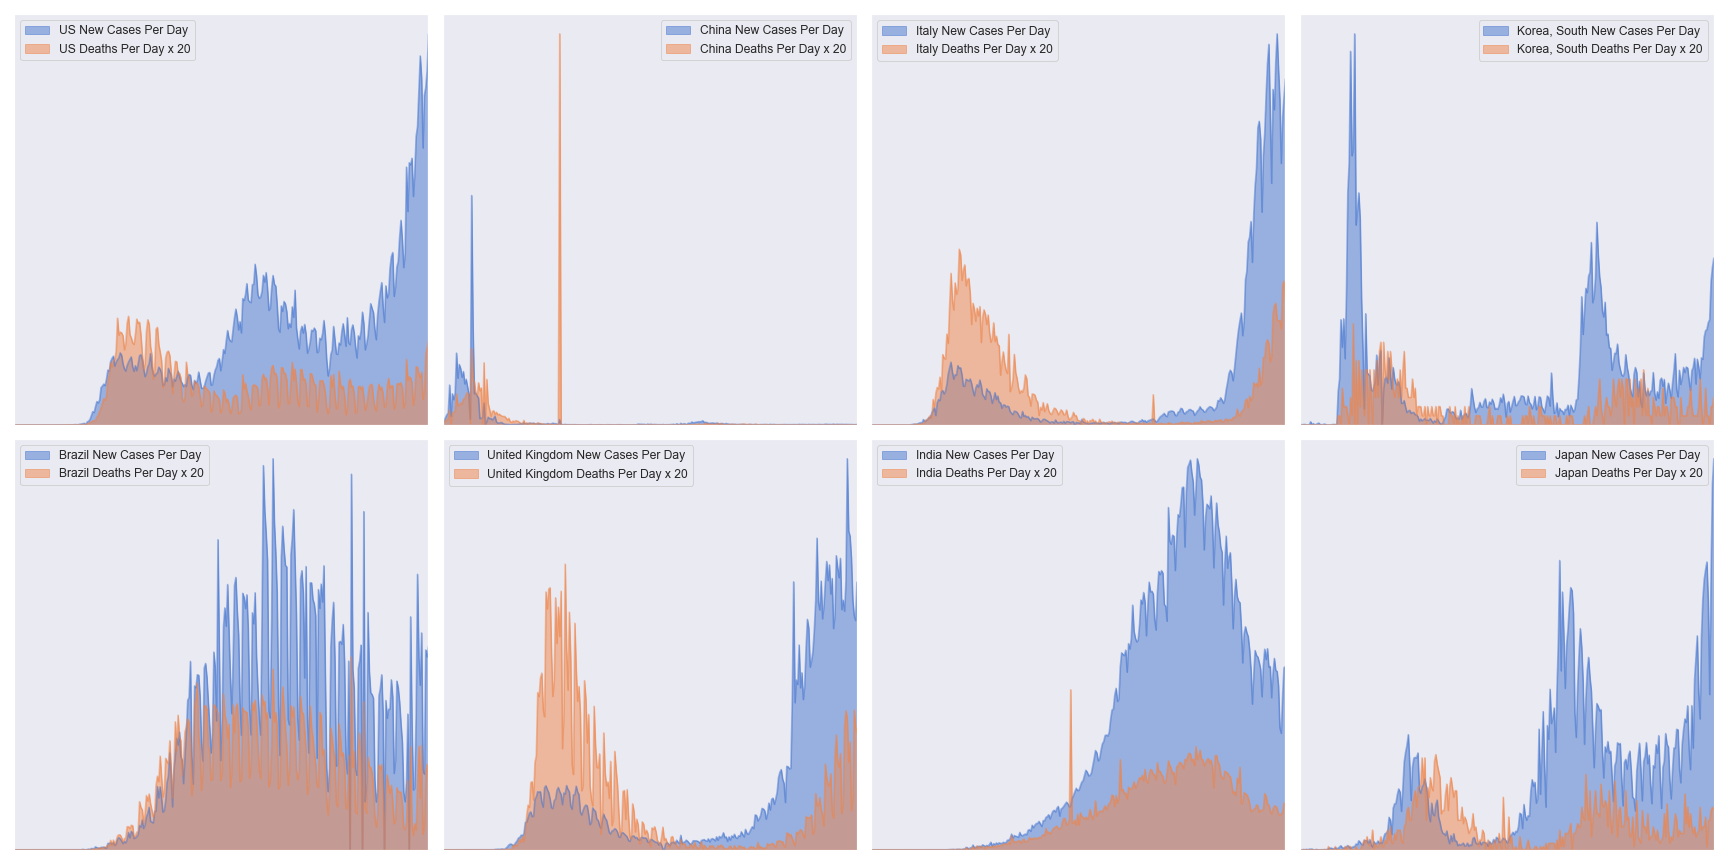 US New Cases Per Day
US Deaths Per Day x 20
China New Cases Per Day
China Deaths Per Day x 20
Italy New Cases Per Day
Italy Deaths Per Day x 20
Korea, South New Cases Per Day
Korea, South Deaths Per Day x 20
Brazil New Cases Per Day
Brazil Deaths Per Day x 20
United Kingdom New Cases Per Day
United Kingdom Deaths Per Day x 20
India New Cases Per Day
India Deaths Per Day x 20
Japan New Cases Per Day
Japan Deaths Per Day x 20